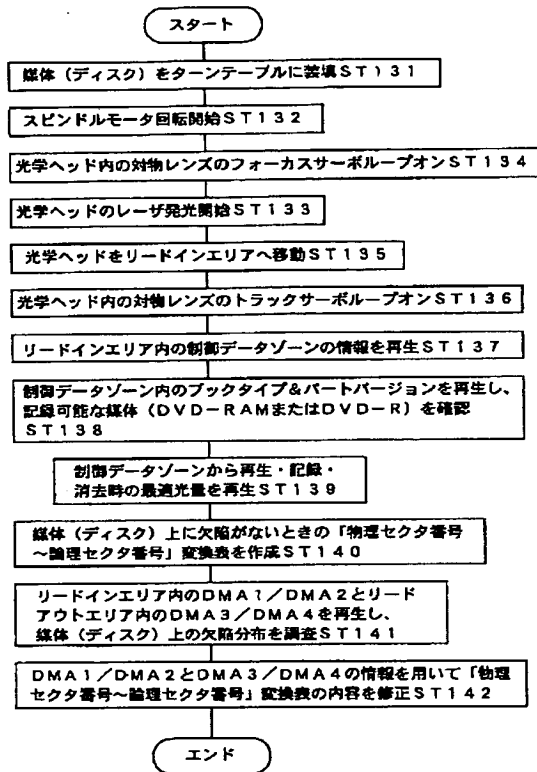 スタート
媒体(ディスク)をターンテーブルに装填ST131
スピンドルモータ回転開始ST132
光学ヘッド内の対物レンズのフォーカスサーボループオンST134
光学ヘッドのレーザ発光開始ST133
光学ヘッドをリードインエリアへ移動ST135
光学ヘッド内の対物レンズのトラックサーボループオンST136
リードインエリア内の制御データゾーンの情報を再生ST137
制御データゾーン内のブックタイプ&パートバージョンを再生し、
記録可能な媒体(DVD-RAMまたはDVD-R)を確認
ST138
制御データゾーンから再生・記録・
消去時の最適光量を再生ST139
媒体(ディスク)上に欠陥がないときの「物理セクタ番号
~論理セクタ番号」変換表を作成ST140
リードインエリア内のDMA1/DMA2とリード
アウトエリア内のDMA3/DMA4を再生し、
媒体(ディスク)上の欠陥分布を調査ST141
DMA1/DMA2とDMA3/DMA4の情報を用いて「物理
セクタ番号~論理セクタ番号」変換表の内容を修正ST142
エンド